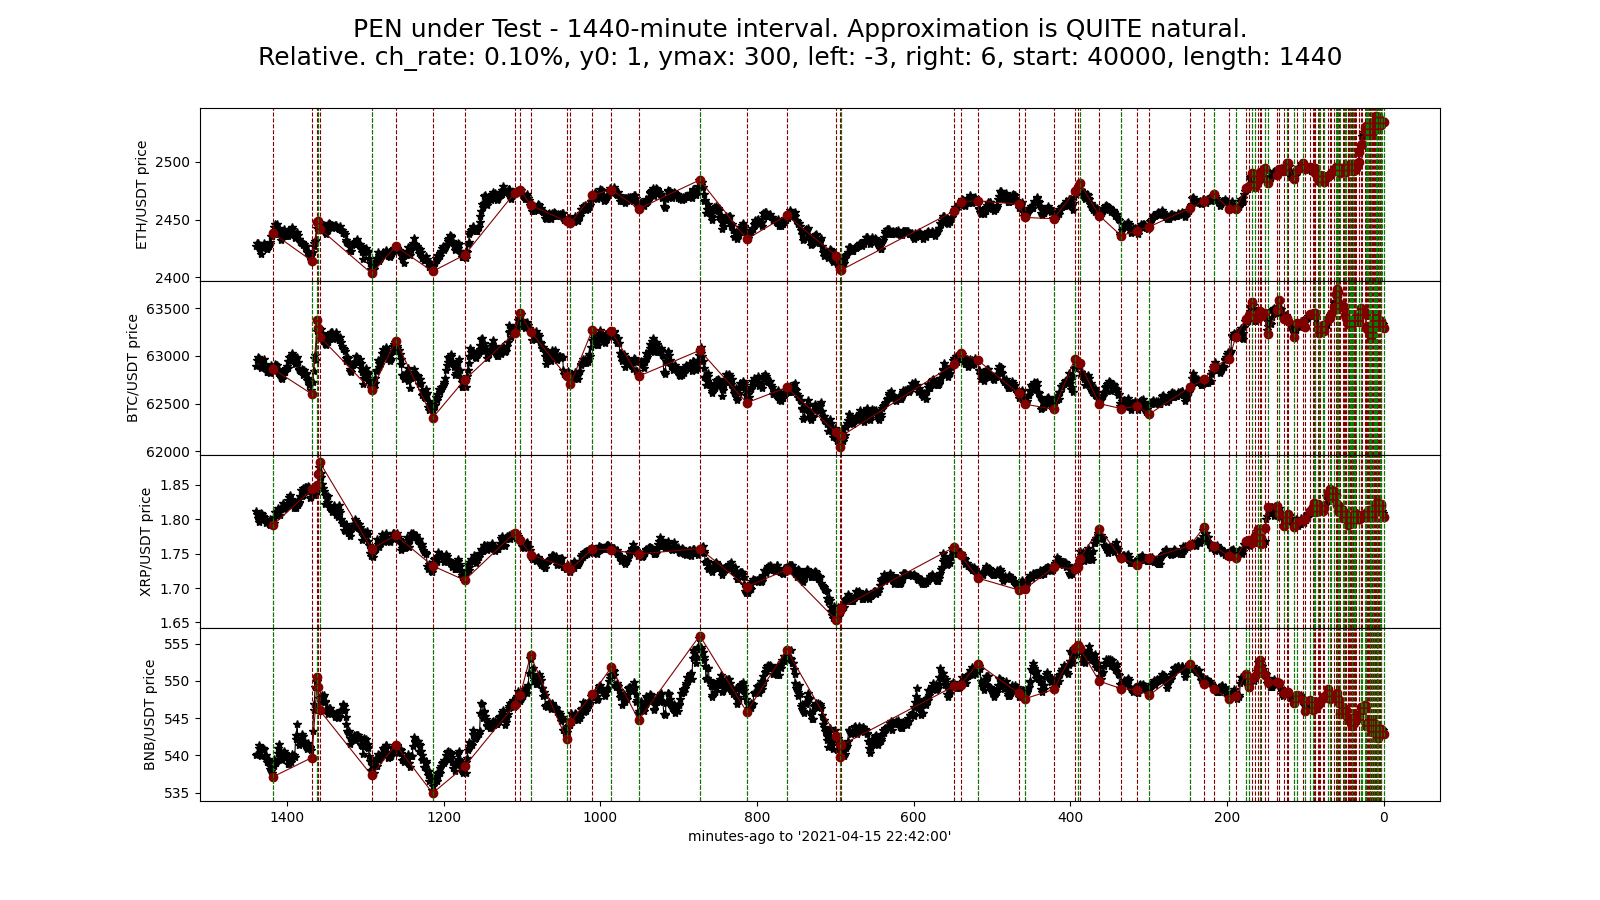 PEN under Test - 1440-minute interval. Approximation is QUITE natural.
Relative. ch_rate: 0.10%, y0: 1, ymax: 300, left: -3, right: 6, start: 40000, length: 1440
ETH/USDT price
2500
2450
2400
BTC/USDT price
63500
63000
62500
62000
XRP/USDT price
1.85
1.80
1.75
1.70
1.65
BNB/USDT price
555
550
545
540
535
1400 1200 1000 800 600 400 200 0
minutes-ago to '2021-04-15 22:42:00'